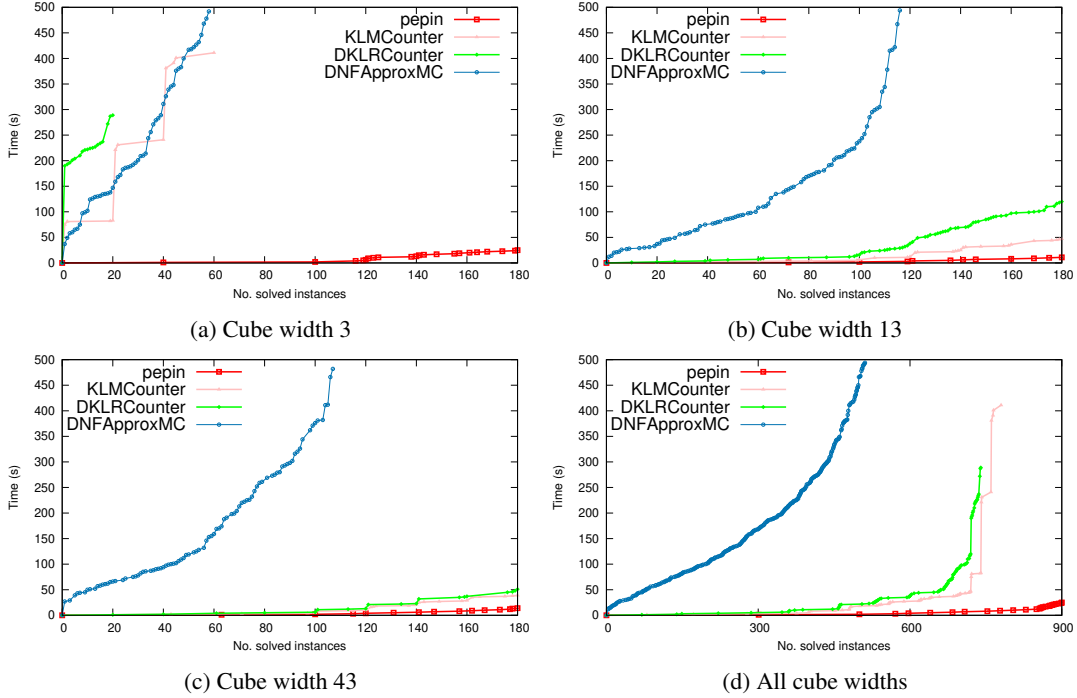 pepin
KLMCounter
DKLRCounter
DNFApproxMC
Time (s)
500
450
400
350
300
250
200
150
100
50
0
0 20 40 60 80 100 120 140 160 180
No. solved instances
(a) Cube width 3
pepin
KLMCounter
DKLRCounter
DNFApproxMC
Time (s)
500
450
400
350
300
250
200
150
100
50
0
0 20 40 60 80 100 120 140 160 180
No. solved instances
(b) Cube width 13
pepin
KLMCounter
DKLRCounter
DNFApproxMC
Time (s)
500
450
400
350
300
250
200
150
100
50
0
0 20 40 60 80 100 120 140 160 180
No. solved instances
(c) Cube width 43
pepin
KLMCounter
DKLRCounter
DNFApproxMC
Time (s)
500
450
400
350
300
250
200
150
100
50
0
0 300 600 900
No. solved instances
(d) All cube widths